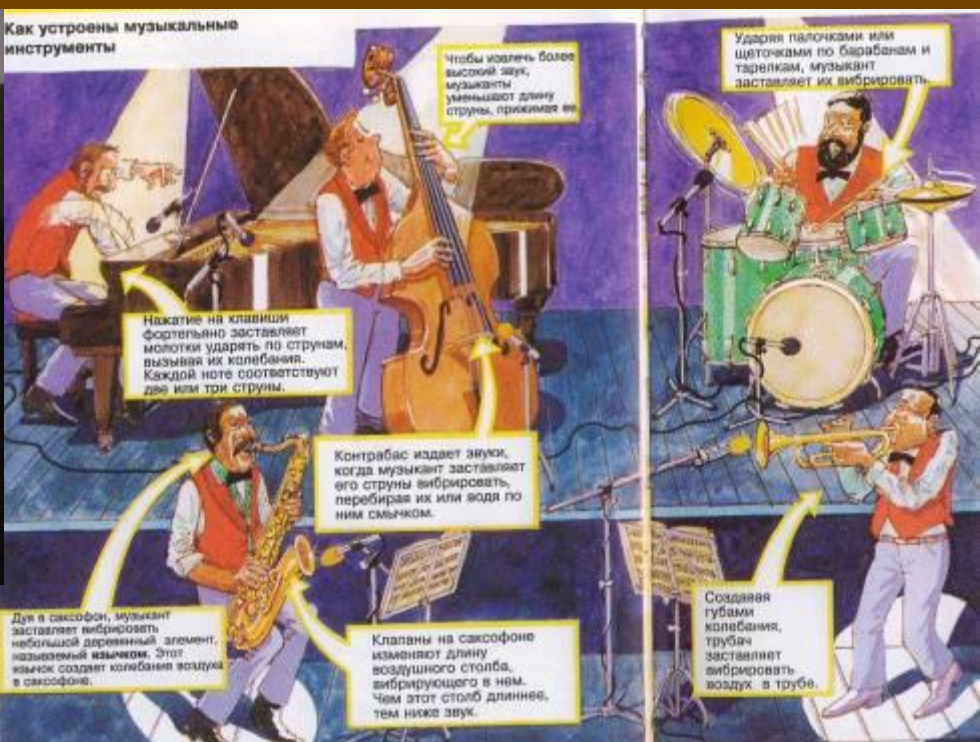 Как устроены музыкальные
инструменты
Чтобы извлечь более
высокий звук,
музыканты
уменьшают длину
струны, прижимая ее
Ударяя палочками или
щеточками по барабанам и
тарелкам, музыкант
заставляет их вибрировать.
Нажатие на клавиши
фортепьяно заставляет
молотки ударять по струнам,
вызывая их колебания.
Каждой ноте соответствуют
две или три струны.
Контрабас издает звуки,
когда музыкант заставляет
его струны вибрировать,
перебирая их или водя по
ним смычком.
Дуя в саксофон, музыкант
заставляет вибрировать
небольшой деревянный элемент,
называемый язычком. Этот
язычок создает колебания воздуха
в саксофоне.
Клапаны на саксофоне
изменяют длину
воздушного столба,
вибрирующего в нем.
Чем этот столб длиннее,
тем ниже звук.
Создавая
губами
колебания,
трубач
заставляет
вибрировать
воздух в трубе.